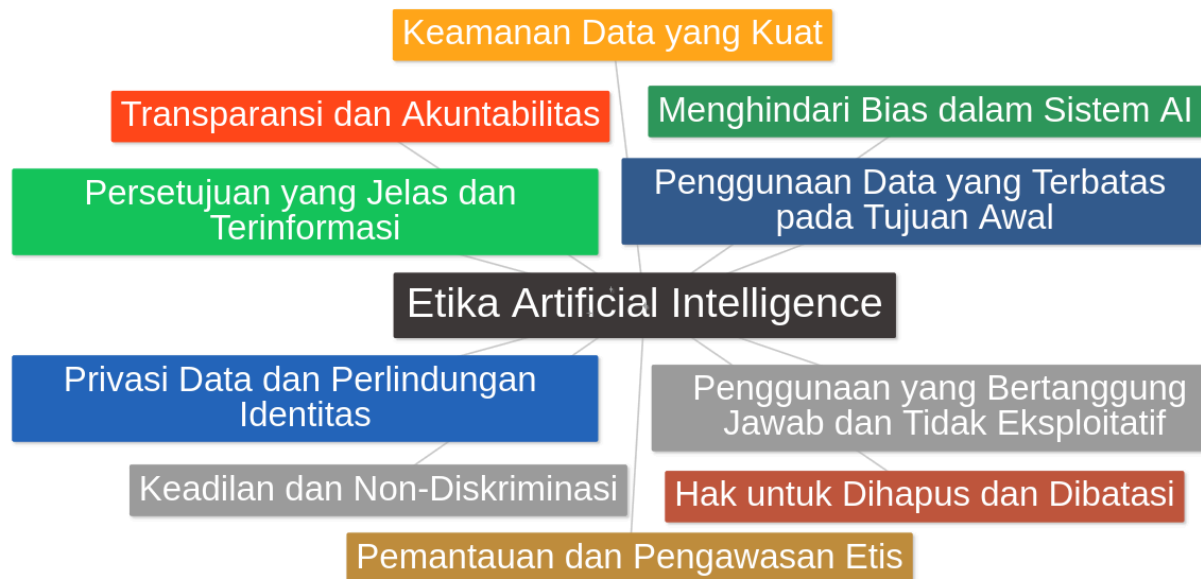 Keamanan Data yang Kuat
Transparansi dan Akuntabilitas
Menghindari Bias dalam Sistem AI
Persetujuan yang Jelas dan
Terinformasi
Penggunaan Data yang Terbatas
pada Tujuan Awal
Etika Artificial Intelligence
Privasi Data dan Perlindungan
Identitas
Penggunaan yang Bertanggung
Jawab dan Tidak Eksploitatif
Keadilan dan Non-Diskriminasi
Hak untuk Dihapus dan Dibatasi
Pemantauan dan Pengawasan Etis